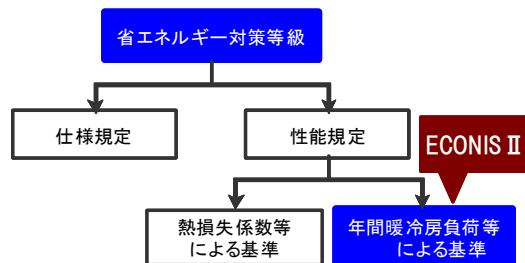 省エネルギー対策等級
仕様規定
性能規定
ECONIS Ⅱ
熱損失係数等
による基準
年間暖冷房負荷等
による基準